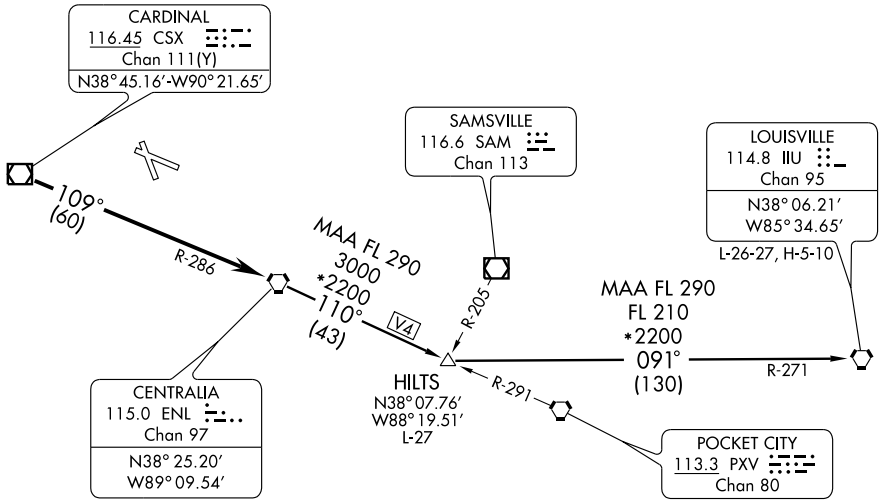 CARDINAL
116.45 CSX
Chan 111(Y)
N38°45.16′-W90°21.65′
109°
(60)
R-286
CENTRALIA
115.0 ENL
Chan 97
N38°25.20′
W89°09.54′
MAA FL 290
3000
*2200
110°
(43)
V4
SAMSVILLE
116.6 SAM
Chan 113
R-205
HILTS
N38°07.76′
W88°19.51′
L-27
R-291
POCKET CITY
113.3 PXV
Chan 80
MAA FL 290
FL 210
*2200
091°
(130)
R-271
LOUISVILLE
114.8 IIU
Chan 95
N38°06.21′
W85°34.65′
L-26-27, H-5-10